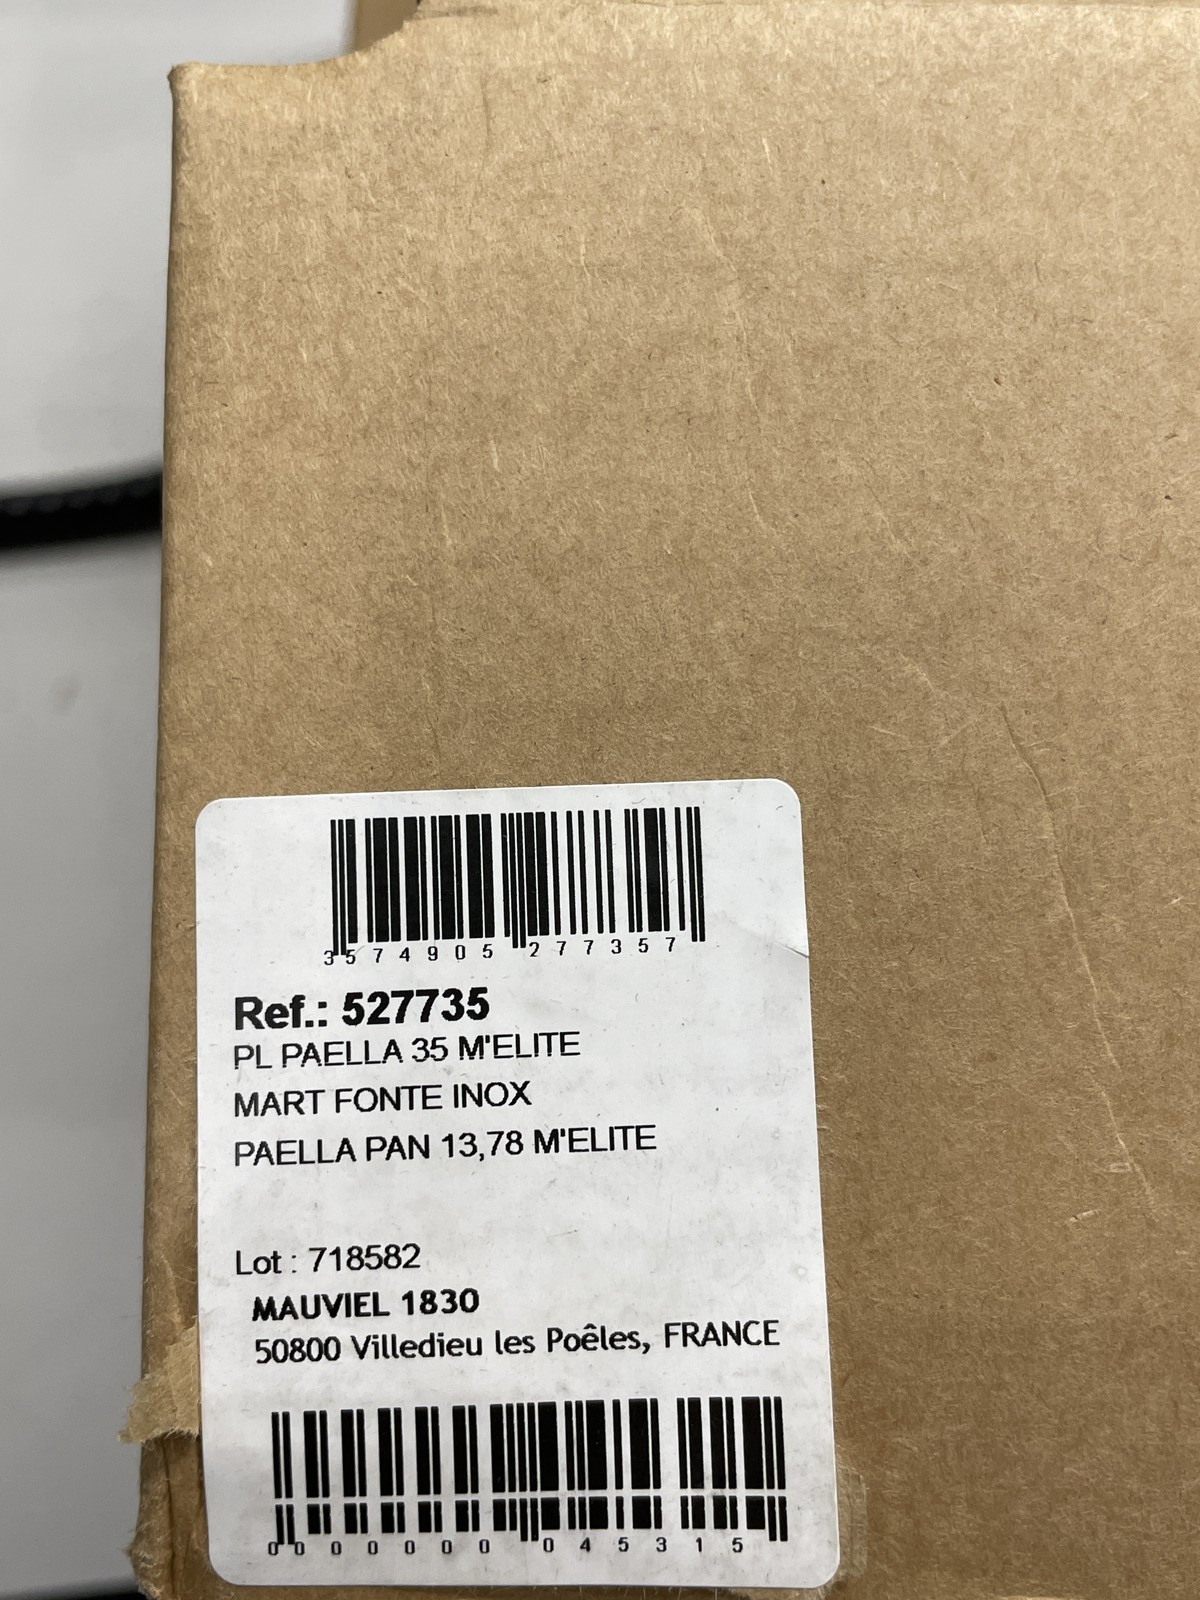 3574905 277357
Ref.: 527735
PL PAELLA 35 M'ELITE
MART FONTE INOX
PAELLA PAN 13,78 M'ELITE
Lot : 718582
MAUVIEL 1830
50800 Villedieu les Poêles, FRANCE
0000000 045315